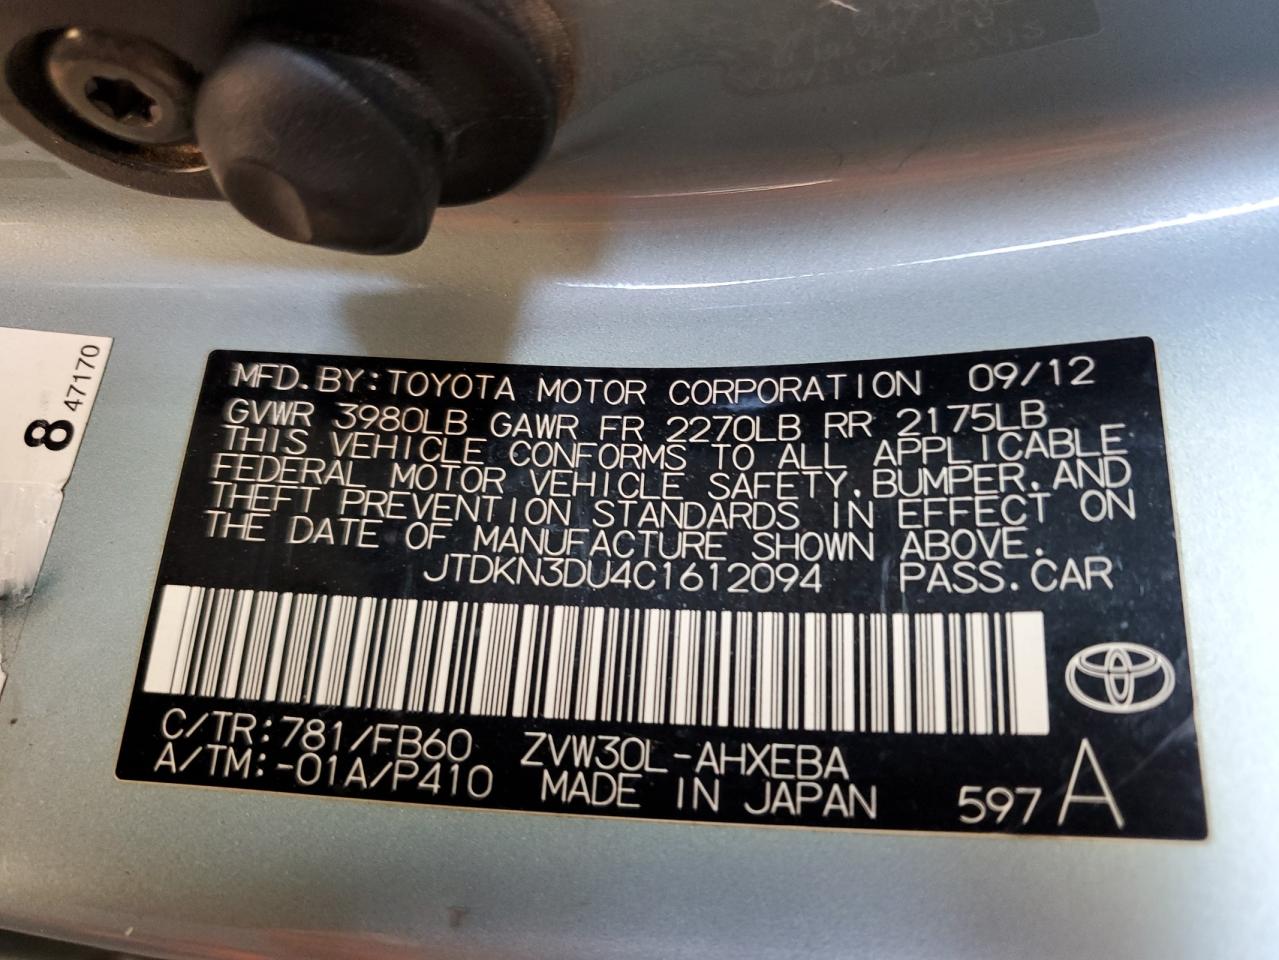 8
47170
MFD. BY: TOYOTA MOTOR CORPORATION 09/12
GVWR 3980LB GAWR FR 2270LB RR 2175LB
THIS VEHICLE CONFORMS TO ALL APPLICABLE
FEDERAL MOTOR VEHICLE SAFETY, BUMPER, AND
THEFT PREVENTION STANDARDS IN EFFECT ON
THE DATE OF MANUFACTURE SHOWN ABOVE.
JTDKN3DU4C1612094 PASS. CAR
C/TR: 781/FB60 ZVW30L-AHXEBA
A/TM: -01A/P410 MADE IN JAPAN 597 A